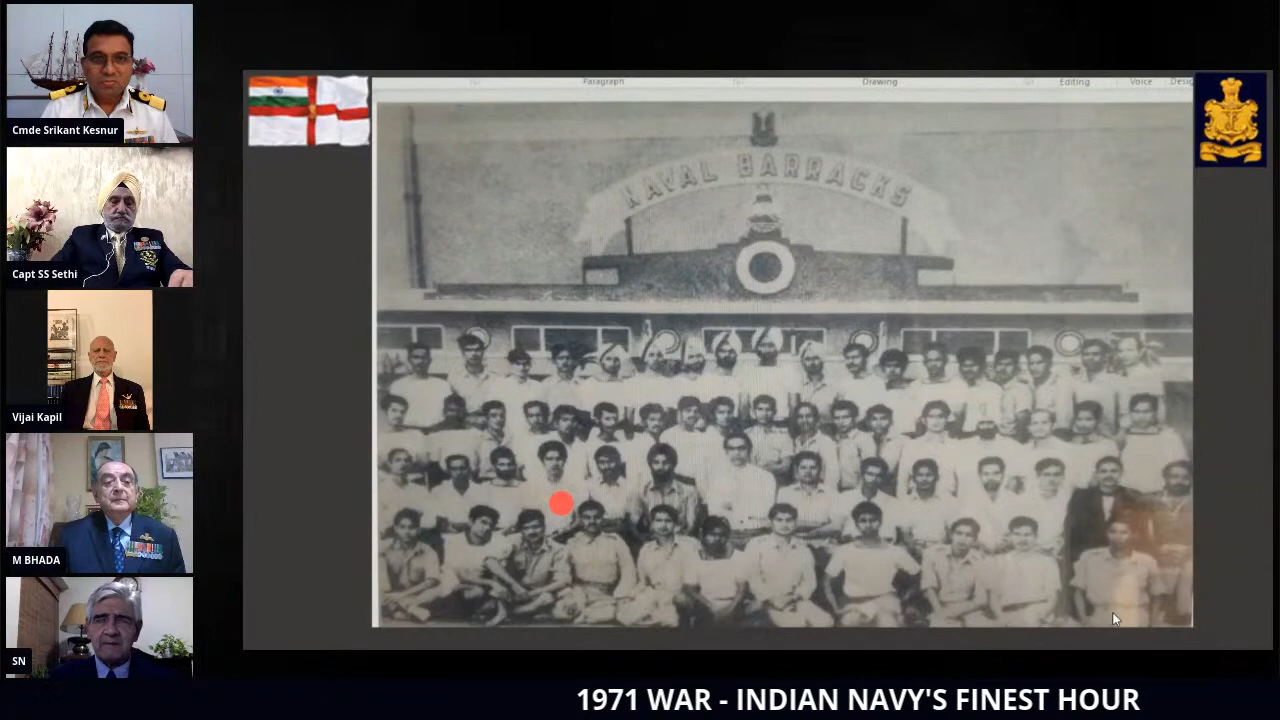 Cmde Srikant Kesnur
Capt SS Sethi
Vijai Kapil
M BHADA
SN
Paragraph
Drawing
Editing
Voice
NAVAL BARRACKS
1971 WAR - INDIAN NAVY'S FINEST HOUR